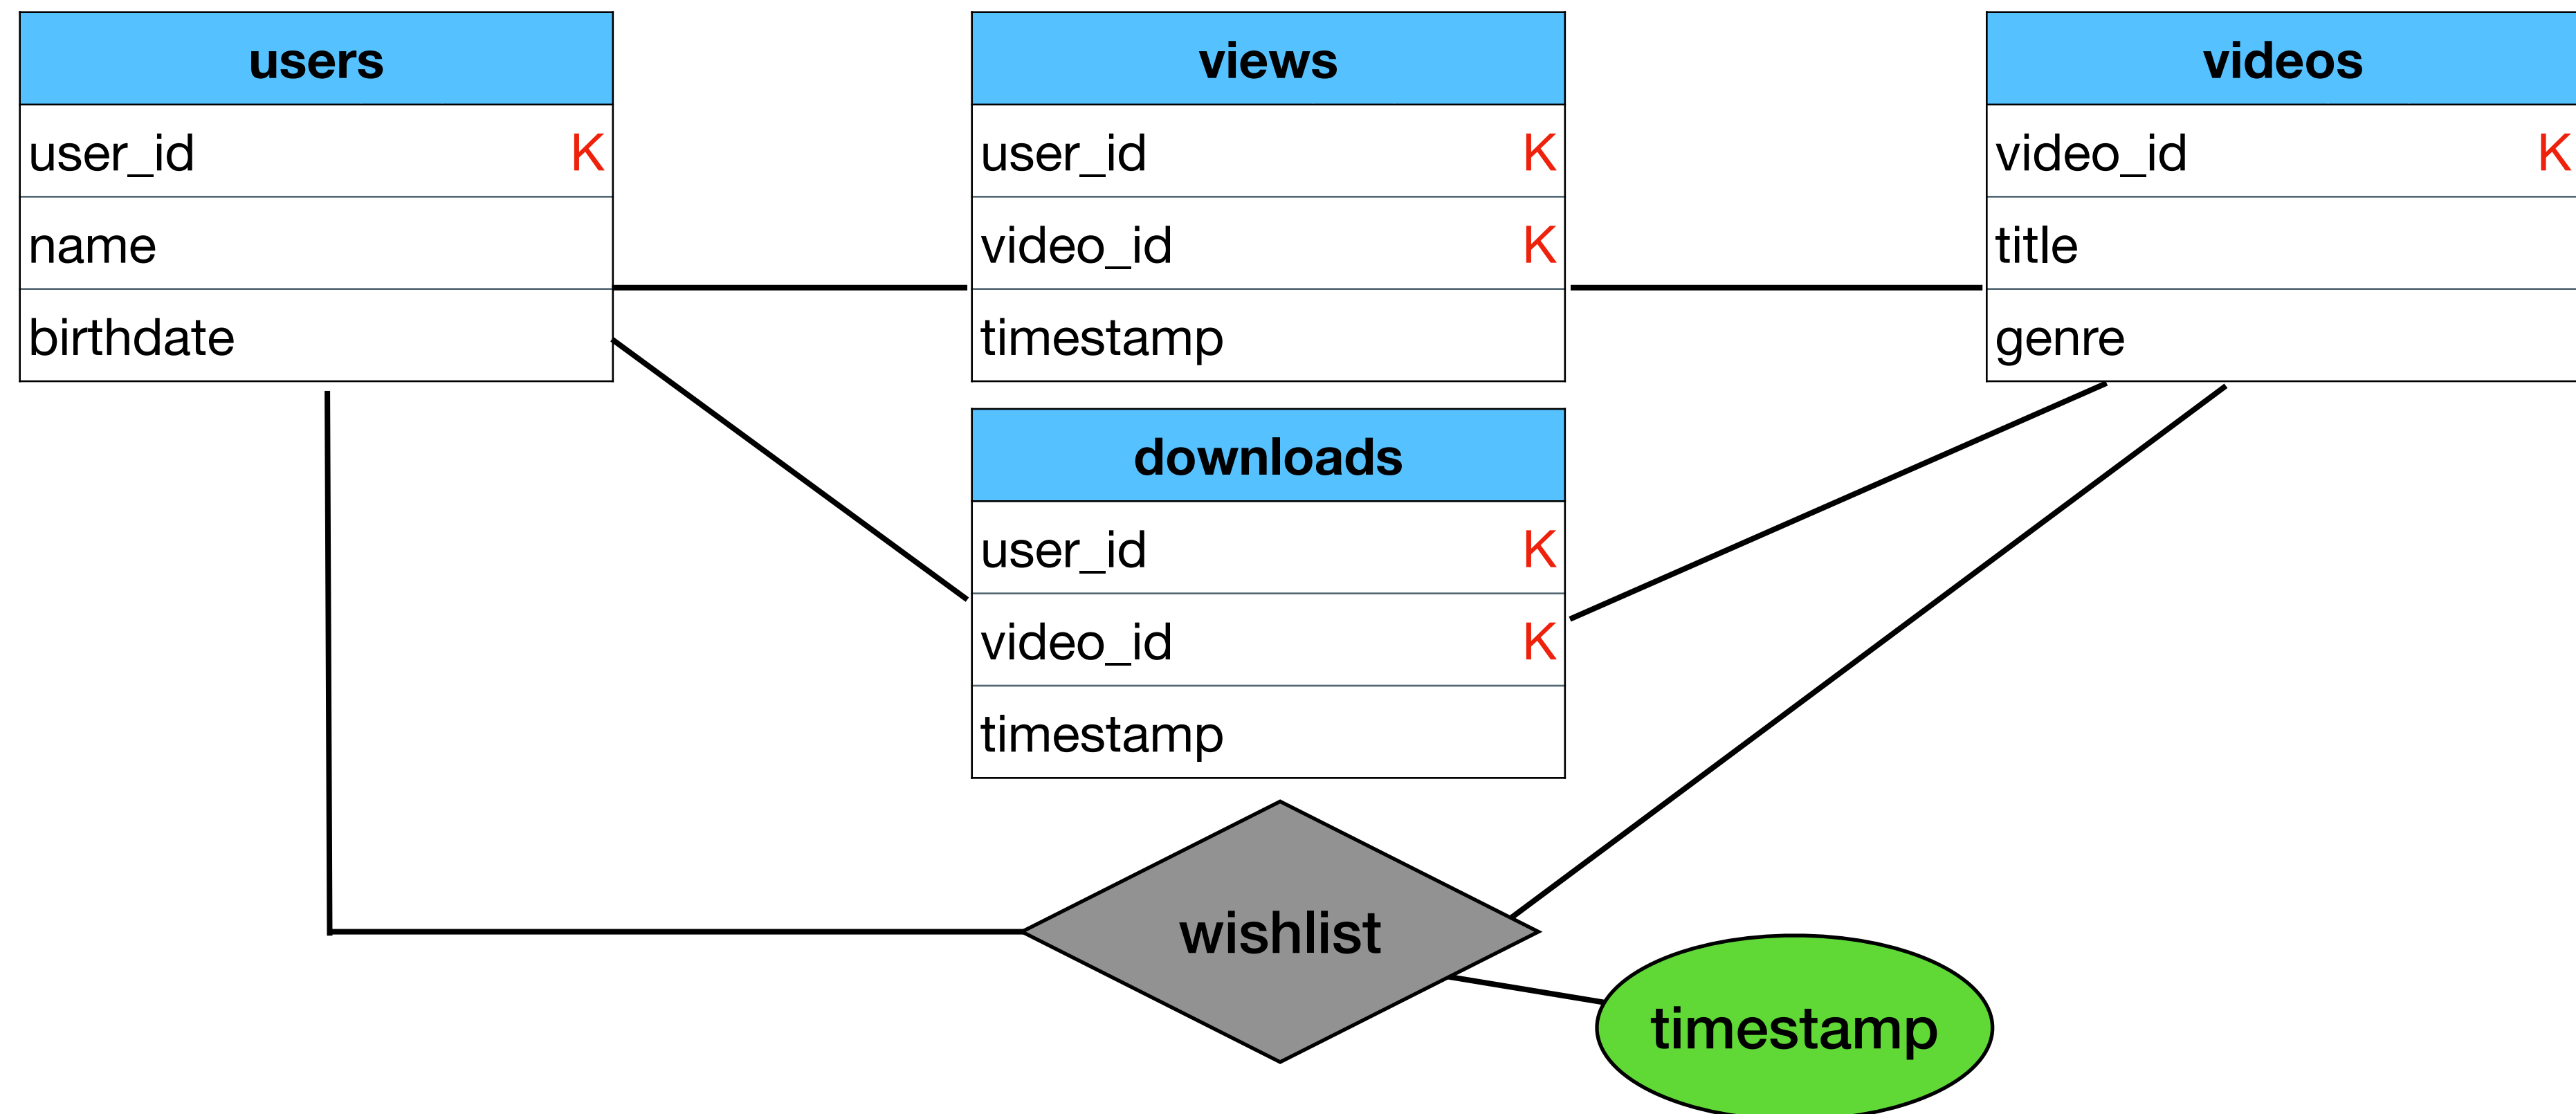 users
user_id K
name
birthdate
views
user_id K
video_id K
timestamp
videos
video_id K
title
genre
downloads
user_id K
video_id K
timestamp
wishlist
timestamp